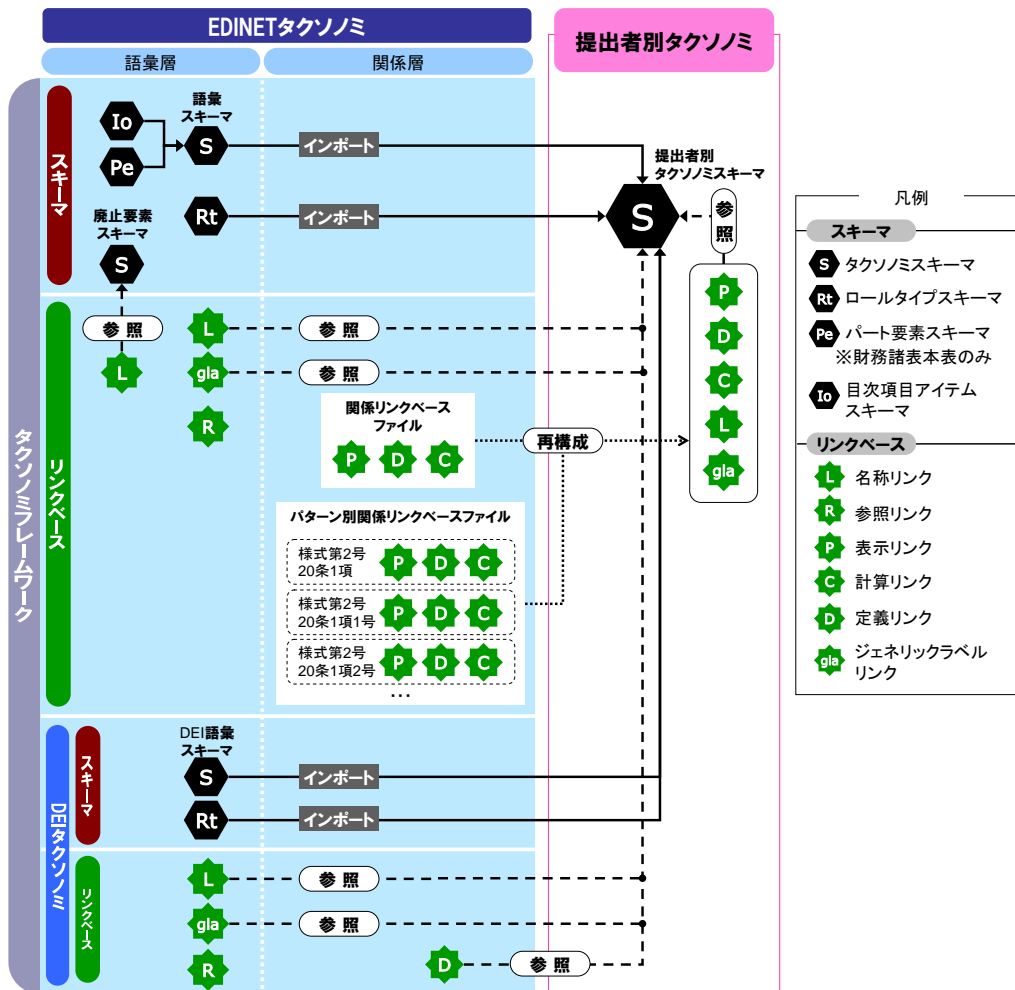 EDINETタクソノミ
提出者別タクソノミ
語彙層
関係層
タクソノミフレームワーク
スキーマ
Io
Pe
語彙
スキーマ
S
インポート
Rt
インポート
廃止要素
スキーマ
S
提出者別
タクソノミスキーマ
S
参照
P
D
C
L
gla
リンクベース
参照
L
L
参照
gla
参照
R
関係リンクベース
ファイル
P D C
再構成
パターン別関係リンクベースファイル
様式第2号
20条1項
P D C
様式第2号
20条1項1号
P D C
様式第2号
20条1項2号
P D C
...
DEIタクソノミ
スキーマ
DEI語彙
スキーマ
S
インポート
Rt
インポート
リンクベース
L
参照
gla
参照
R
D
参照
凡例
スキーマ
S タクソノミスキーマ
Rt ロールタイプスキーマ
Pe パート要素スキーマ
※財務諸表本表のみ
Io 目次項目アイテム
スキーマ
リンクベース
L 名称リンク
R 参照リンク
P 表示リンク
C 計算リンク
D 定義リンク
gla ジェネリックラベル
リンク